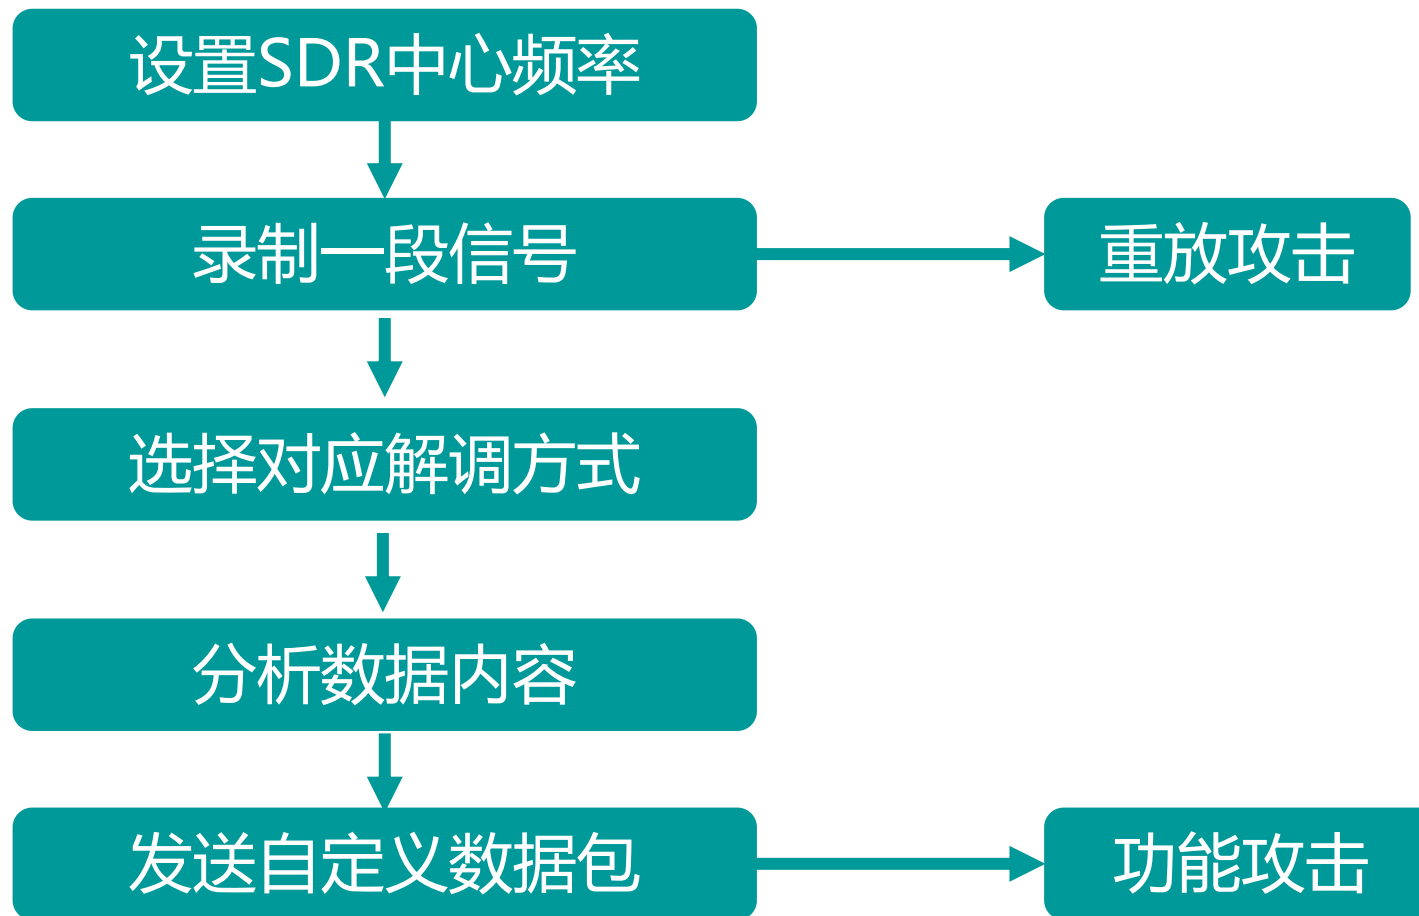 设置SDR中心频率
录制一段信号
重放攻击
选择对应解调方式
分析数据内容
发送自定义数据包
功能攻击